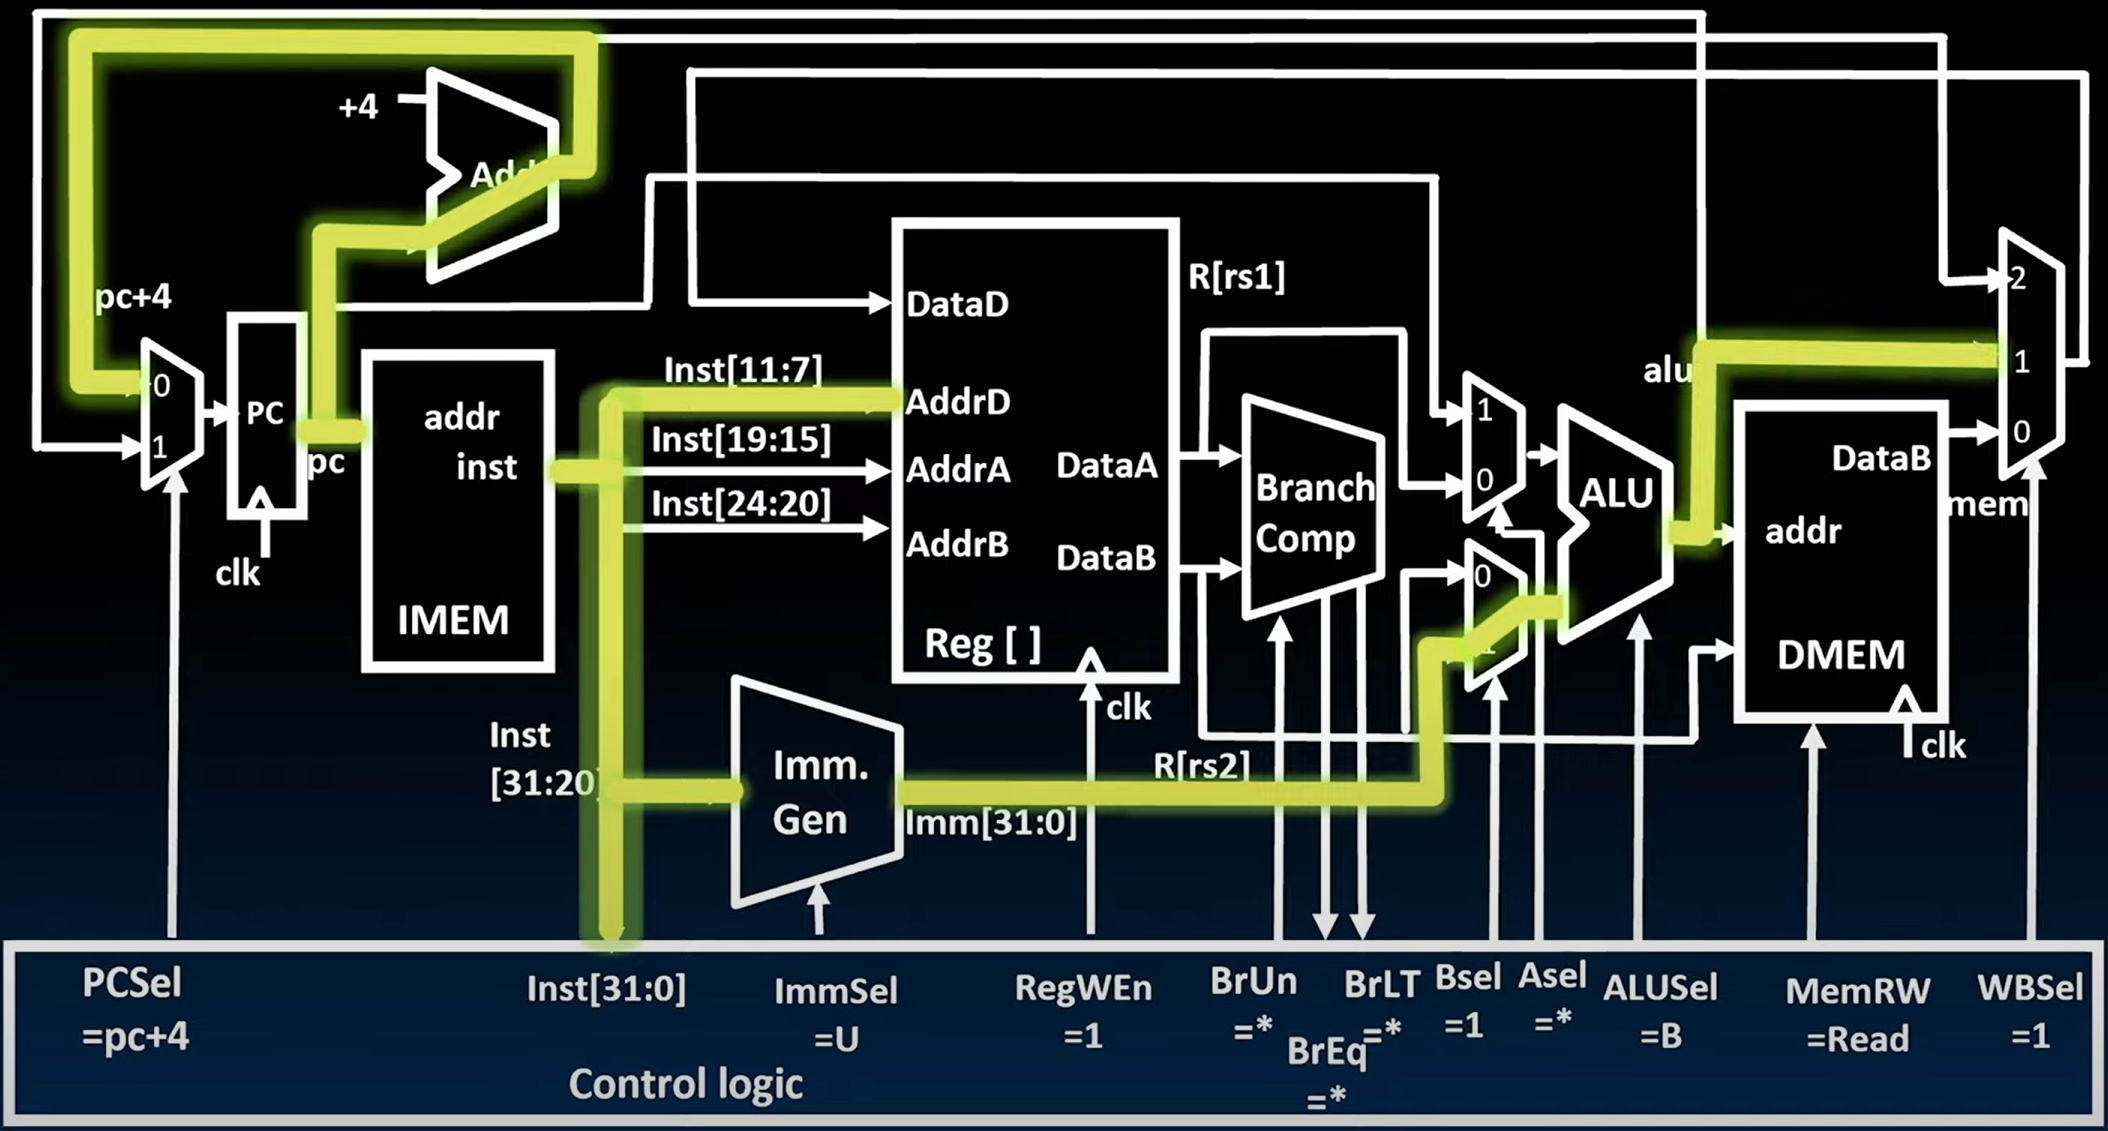 +4
Add
pc+4
0
1
PC
clk
pc
addr
inst
IMEM
Inst[11:7]
Inst[19:15]
Inst[24:20]
DataD
AddrD
AddrA
AddrB
DataA
DataB
Reg [ ]
clk
R[rs1]
Branch
Comp
1
0
0
1
ALU
alu
addr
DataB
DMEM
clk
mem
2
1
0
Inst
[31:20]
Imm.
Gen
Imm[31:0]
R[rs2]
PCSel
=pc+4
Inst[31:0]
ImmSel
=U
RegWEn
=1
BrUn
=*
BrEq
=*
BrLT
=*
Bsel
=1
Asel
=*
ALUSel
=B
MemRW
=Read
WBSel
=1
Control logic